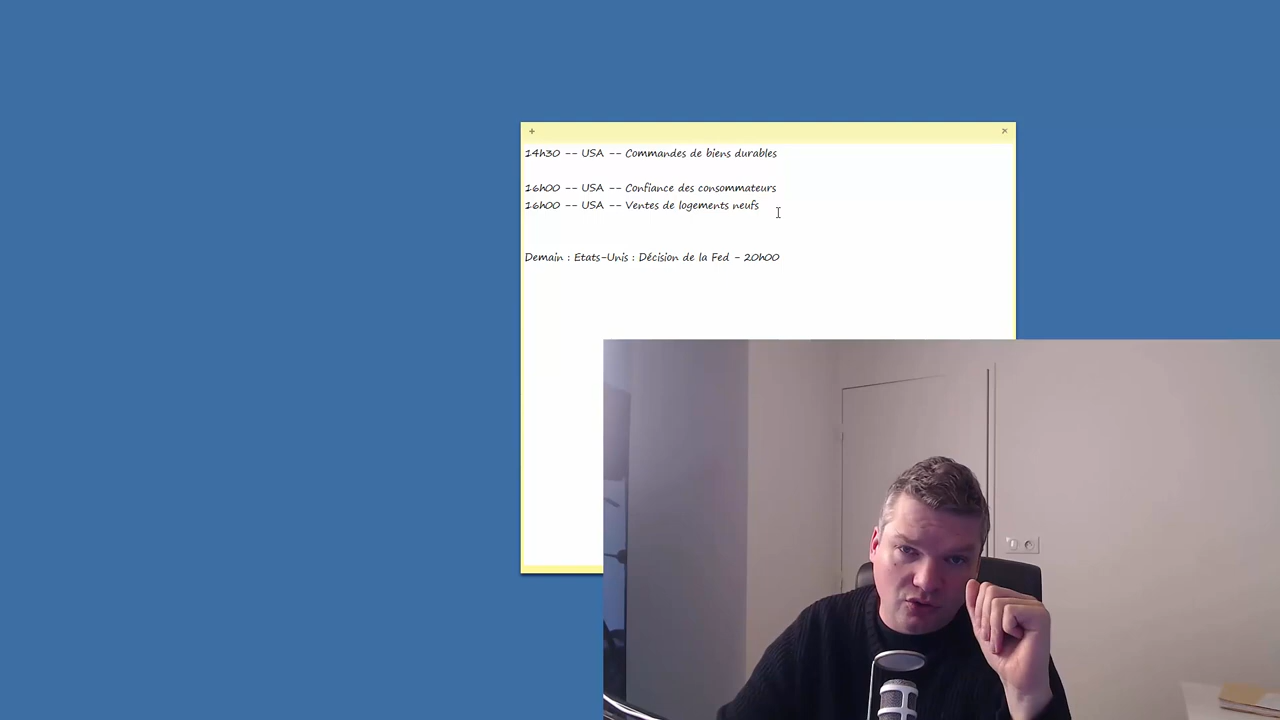 14h30 -- USA -- Commandes de biens durables
16h00 -- USA -- Confiance des consommateurs
16h00 -- USA -- Ventes de logements neufs
Demain : Etats-Unis : Décision de la Fed - 20h00